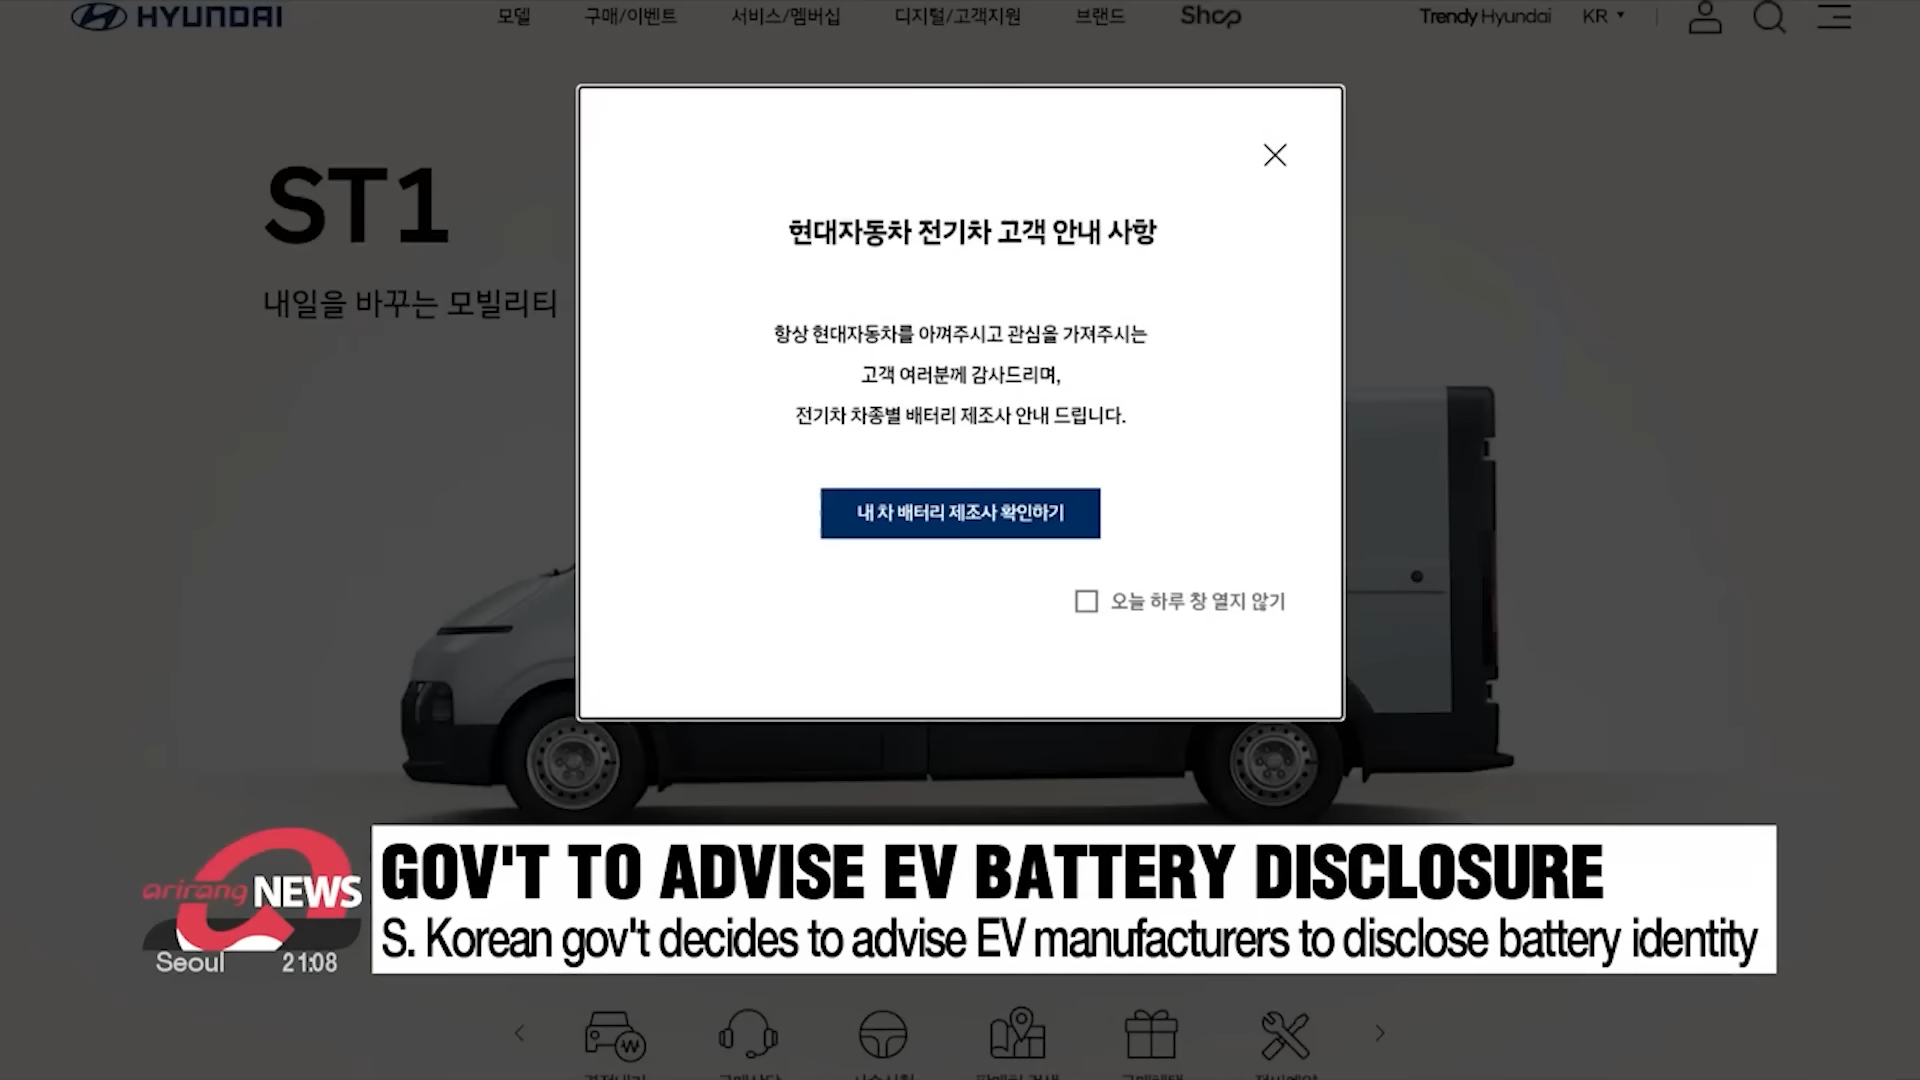 HYUNDAI
모델
구매/이벤트
서비스/멤버십
디지털/고객지원
브랜드
Shop
Trendy Hyundai
KR
ST1
내일을 바꾸는 모빌리티
현대자동차 전기차 고객 안내 사항
항상 현대자동차를 아껴주시고 관심을 가져주시는
고객 여러분께 감사드리며,
전기차 차종별 배터리 제조사 안내 드립니다.
내 차 배터리 제조사 확인하기
오늘 하루 창 열지 않기
arirang NEWS
Seoul 21:08
GOV'T TO ADVISE EV BATTERY DISCLOSURE
S. Korean gov't decides to advise EV manufacturers to disclose battery identity